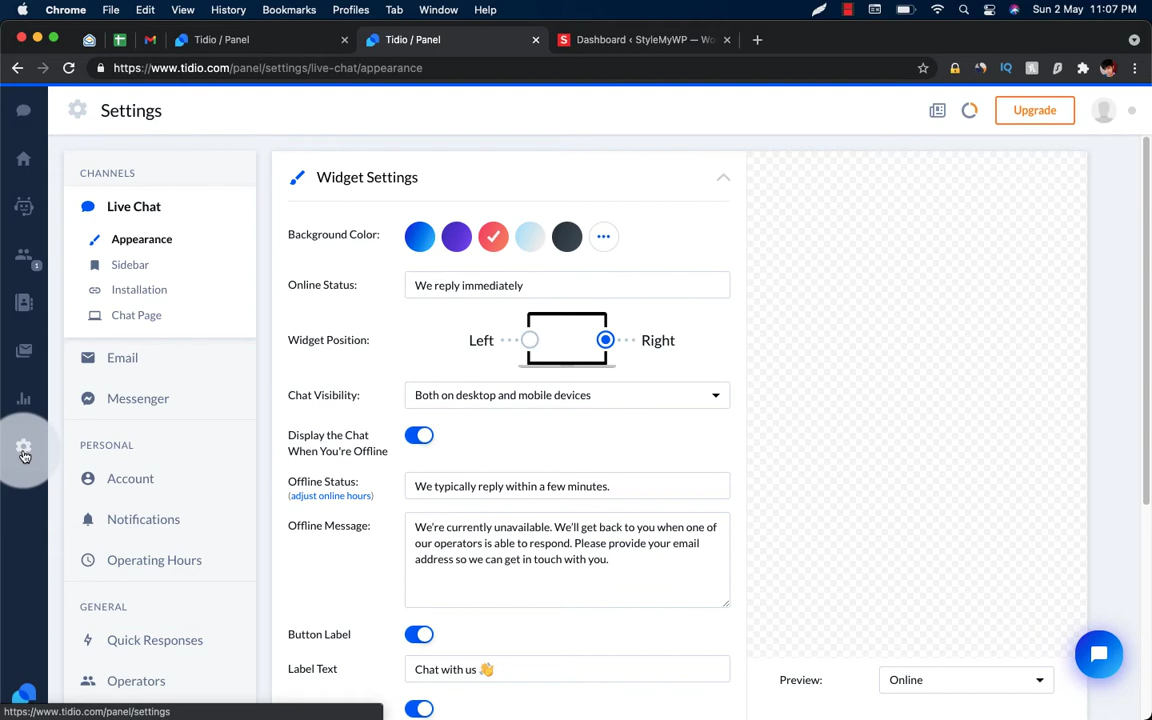 Chrome File Edit View History Bookmarks Profiles Tab Window Help Sun 2 May 11:07 PM
Tidio / Panel Tidio / Panel Dashboard ‹ StyleMyWP — Wo
https://www.tidio.com/panel/settings/live-chat/appearance
Settings
Upgrade
CHANNELS
Live Chat
Appearance
Sidebar
Installation
Chat Page
Email
Messenger
PERSONAL
Account
Notifications
Operating Hours
GENERAL
Quick Responses
Operators
1
Widget Settings
Background Color:
Online Status: We reply immediately
Widget Position: Left Right
Chat Visibility: Both on desktop and mobile devices
Display the Chat
When You're Offline
Offline Status: We typically reply within a few minutes.
(adjust online hours)
Offline Message: We're currently unavailable. We'll get back to you when one of
our operators is able to respond. Please provide your email
address so we can get in touch with you.
Button Label
Label Text Chat with us 👋
Preview: Online
https://www.tidio.com/panel/settings